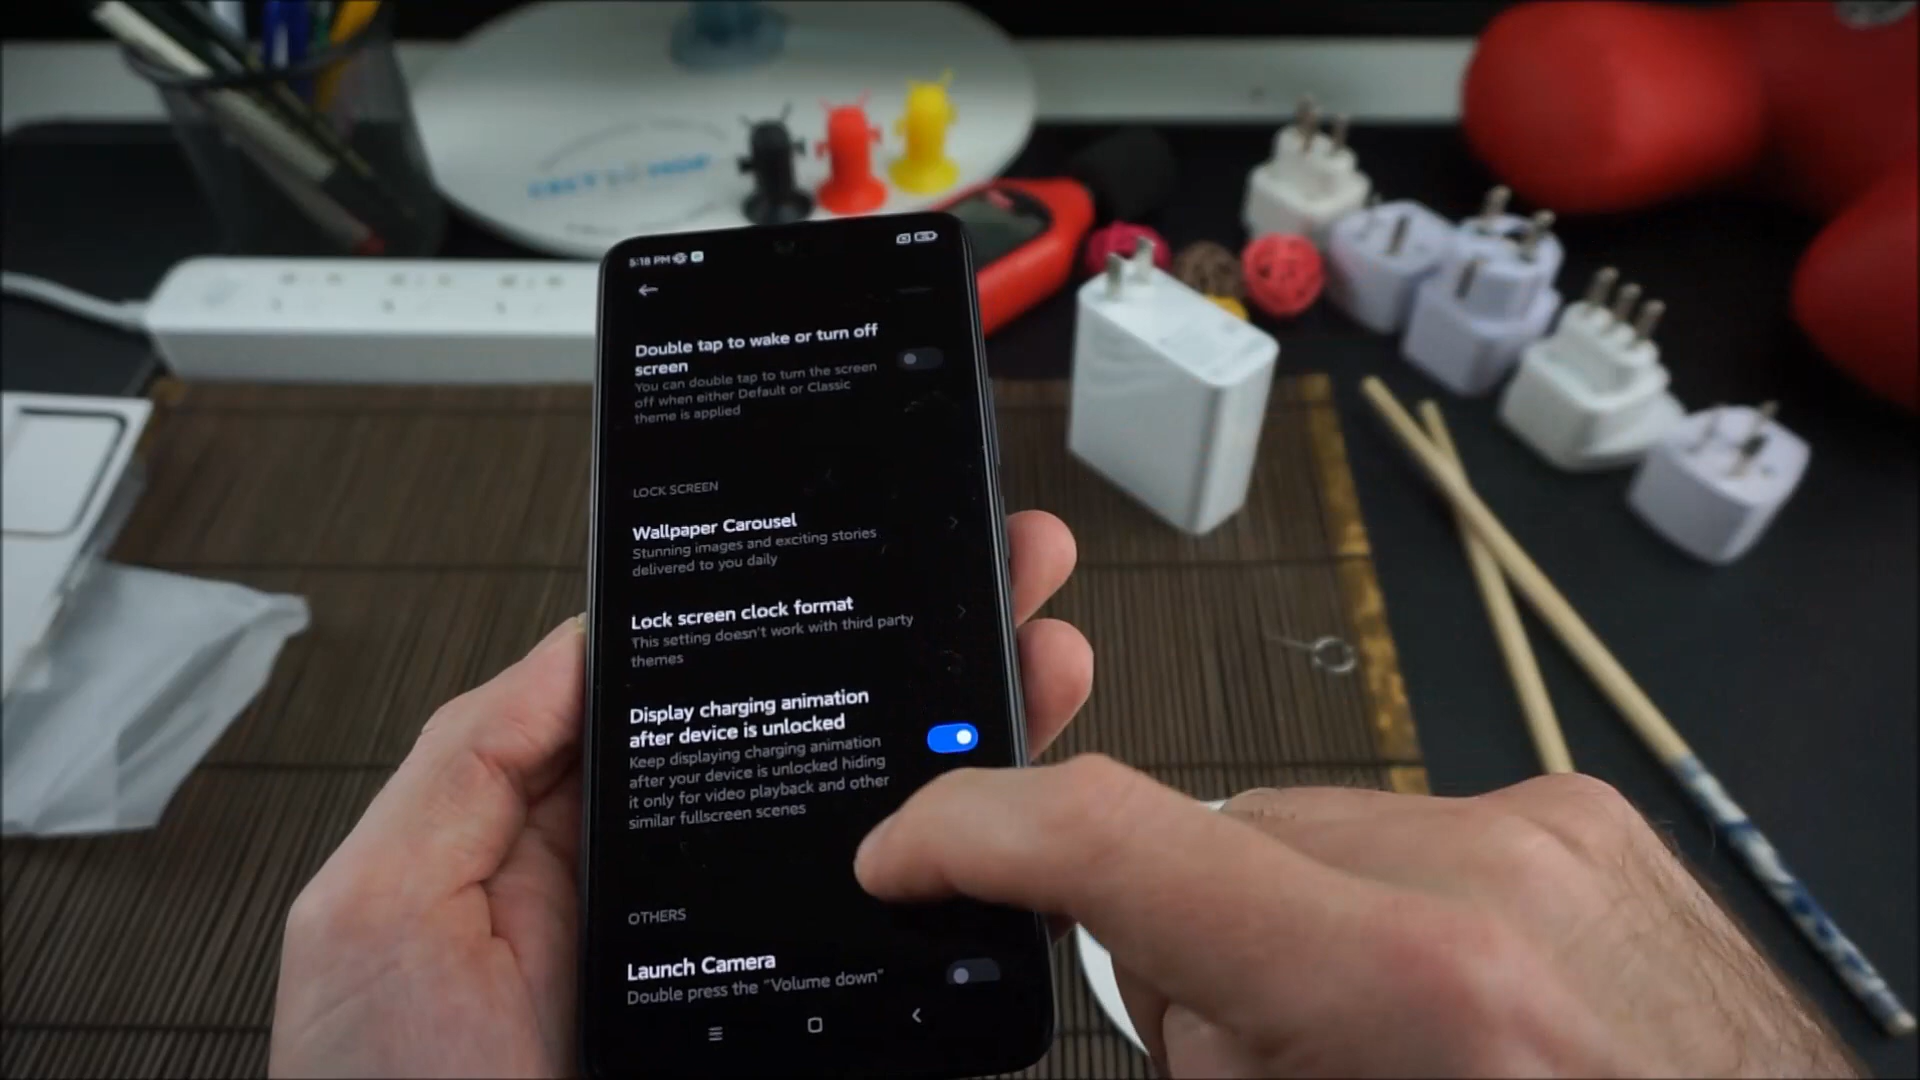 5:18 PM
Double tap to wake or turn off
screen
You can double tap to turn the screen
off when either Default or Classic
theme is applied
LOCK SCREEN
Wallpaper Carousel
Stunning images and exciting stories
delivered to you daily
Lock screen clock format
This setting doesn't work with third party
themes
Display charging animation
after device is unlocked
Keep displaying charging animation
after your device is unlocked hiding
it only for video playback and other
similar fullscreen scenes
OTHERS
Launch Camera
Double press the "Volume down"